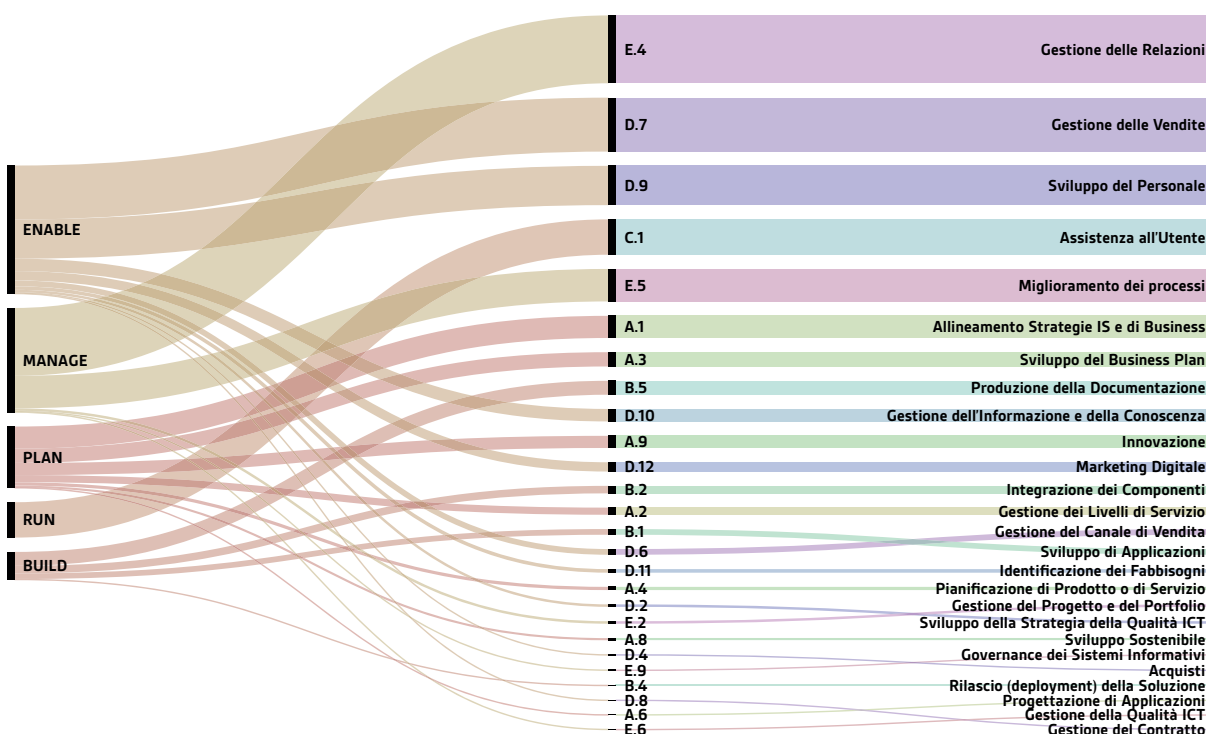 ENABLE
MANAGE
PLAN
RUN
BUILD
E.4 Gestione delle Relazioni
D.7 Gestione delle Vendite
D.9 Sviluppo del Personale
C.1 Assistenza all'Utente
E.5 Miglioramento dei processi
A.1 Allineamento Strategie IS e di Business
A.3 Sviluppo del Business Plan
B.5 Produzione della Documentazione
D.10 Gestione dell'Informazione e della Conoscenza
A.9 Innovazione
D.12 Marketing Digitale
B.2 Integrazione dei Componenti
A.2 Gestione dei Livelli di Servizio
B.1 Gestione del Canale di Vendita
D.6 Sviluppo di Applicazioni
D.11 Identificazione dei Fabbisogni
A.4 Pianificazione di Prodotto o di Servizio
D.2 Gestione del Progetto e del Portfolio
E.2 Sviluppo della Strategia della Qualità ICT
A.8 Sviluppo Sostenibile
D.4 Governance dei Sistemi Informativi
E.9 Acquisti
B.4 Rilascio (deployment) della Soluzione
D.8 Progettazione di Applicazioni
A.6 Gestione della Qualità ICT
E.6 Gestione del Contratto